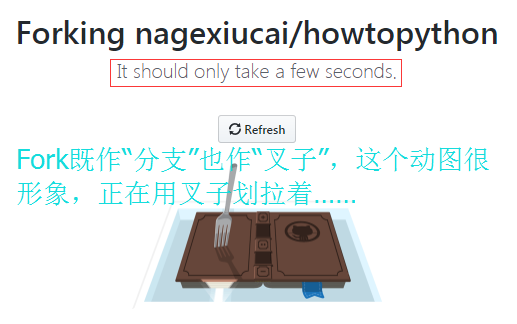 Forking nagexiucai/howtopython
It should only take a few seconds.
Refresh
Fork既作“分支”也作“叉子”，这个动图很
形象，正在用叉子划拉着......